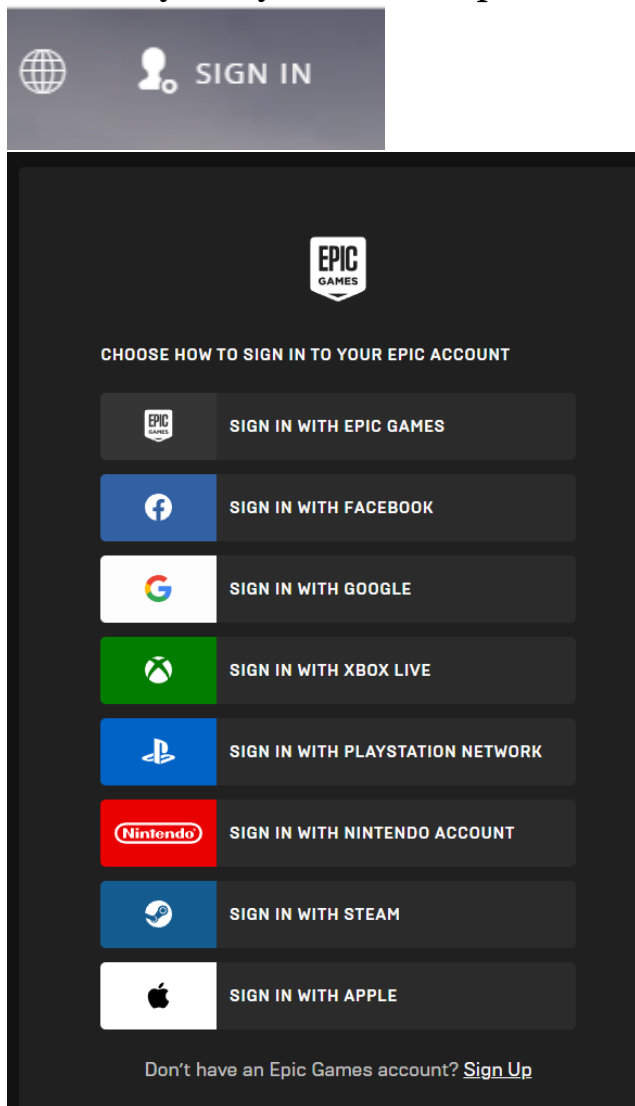 SIGN IN
EPIC
GAMES
CHOOSE HOW TO SIGN IN TO YOUR EPIC ACCOUNT
EPIC
GAMES
SIGN IN WITH EPIC GAMES
SIGN IN WITH FACEBOOK
SIGN IN WITH GOOGLE
SIGN IN WITH XBOX LIVE
SIGN IN WITH PLAYSTATION NETWORK
Nintendo
SIGN IN WITH NINTENDO ACCOUNT
SIGN IN WITH STEAM
SIGN IN WITH APPLE
Don't have an Epic Games account? Sign Up